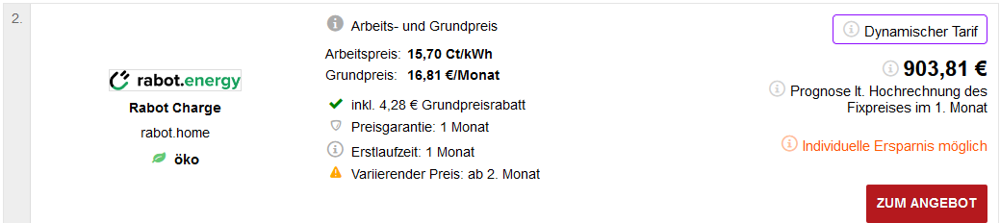 2.
rabot.energy
Rabot Charge
rabot.home
öko
Arbeits- und Grundpreis
Arbeitspreis: 15,70 Ct/kWh
Grundpreis: 16,81 €/Monat
inkl. 4,28 € Grundpreisrabatt
Preisgarantie: 1 Monat
Erstlaufzeit: 1 Monat
Variierender Preis: ab 2. Monat
Dynamischer Tarif
903,81 €
Prognose lt. Hochrechnung des
Fixpreises im 1. Monat
Individuelle Ersparnis möglich
ZUM ANGEBOT